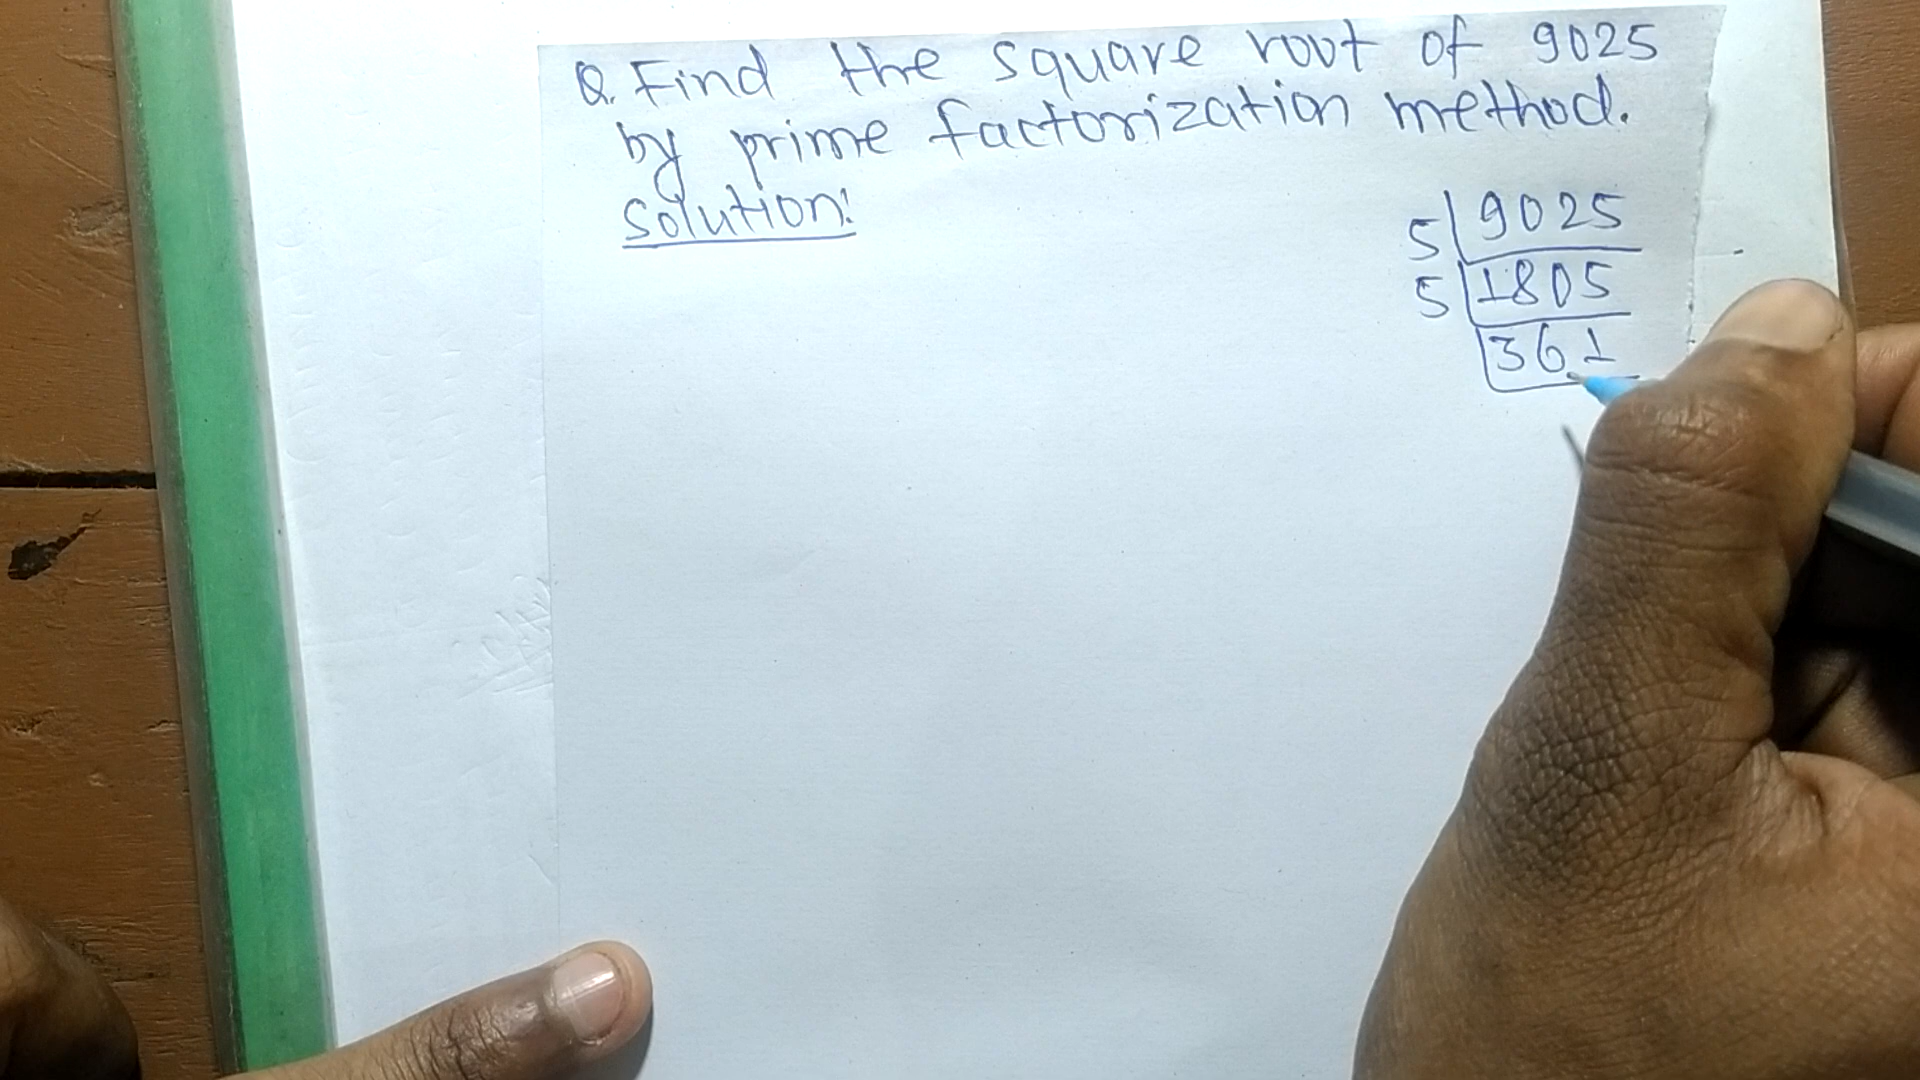 Q. Find the square root of 9025
by prime factorization method.
solution:
5 9025
5 1805
361